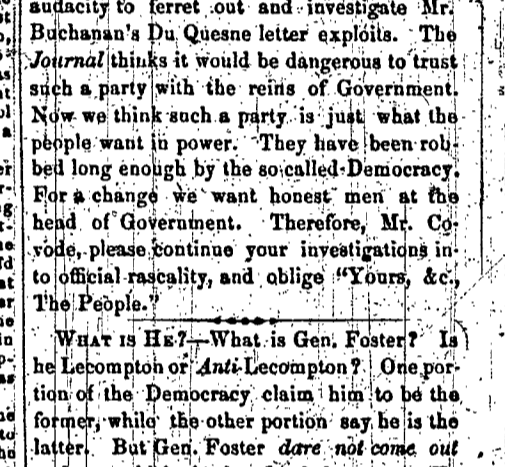 audacity to ferret out and investigate Mr.
Buchanan's Du Quesne letter exploits. The
Journal thinks it would be dangerous to trust
such a party with the reins of Government.
Now we think such a party is just what the
people want in power. They have been rob-
bed long enough by the so-called Democracy.
For a change we want honest men at the
head of Government. Therefore, Mr. Co-
vode, please continue your investigations in-
to official rascality, and oblige "Yours, &c.,
The People."
WHAT IS HE?—What is Gen. Foster? Is
he Lecompton or Anti-Lecompton? One por-
tion of the Democracy claim him to be the
former, while the other portion say he is the
latter. But Gen. Foster dare not come out